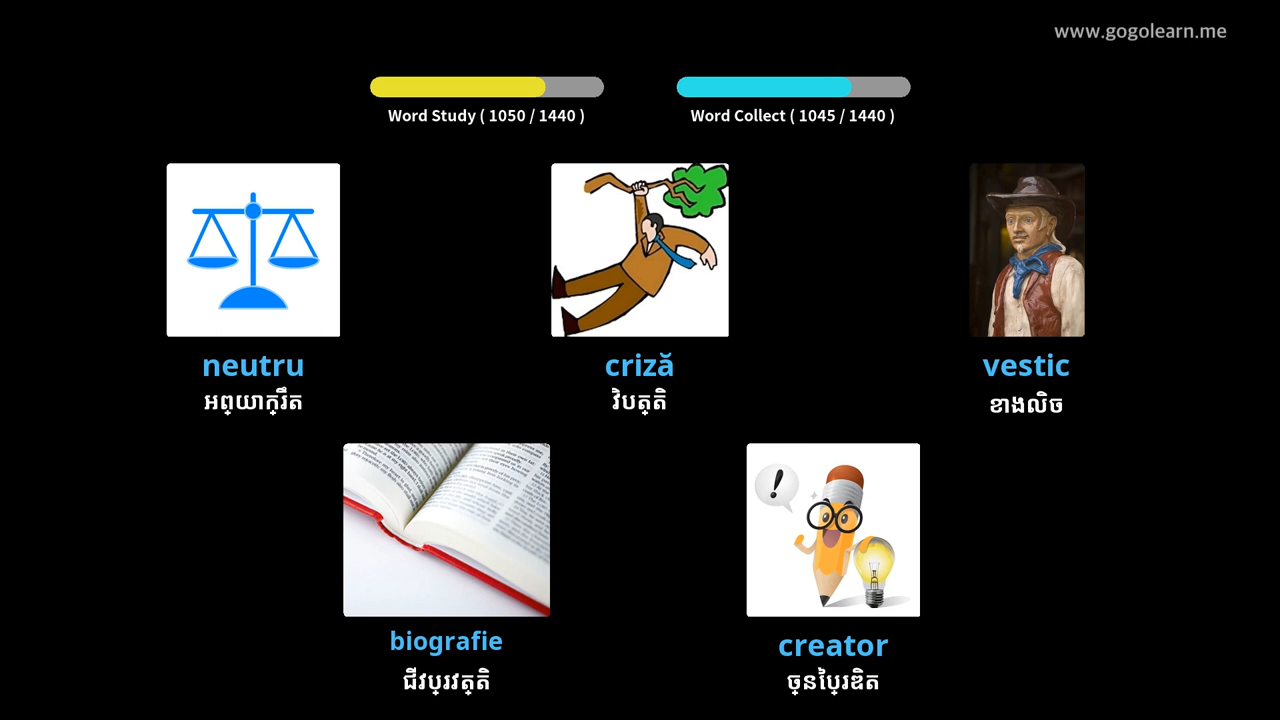 www.gogolearn.me
Word Study ( 1050 / 1440 )
Word Collect ( 1045 / 1440 )
neutru
criză
vestic
អព្យាក្រឹត
វិបត្តិ
ខាងលិច
biografie
creator
ជីវប្រវត្តិ
ច្នៃប្រឌិត